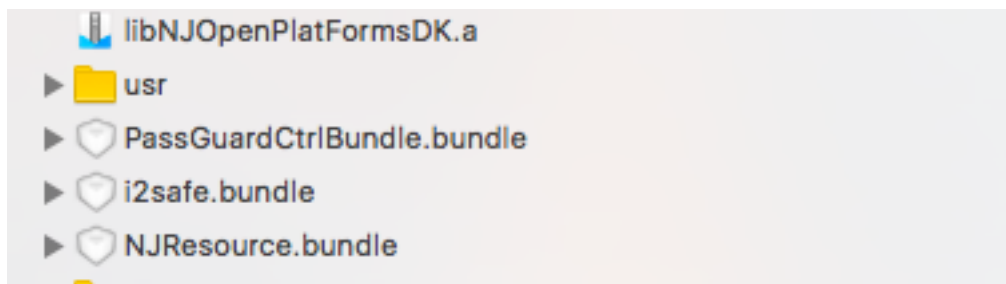 libNJOpenPlatFormsDK.a
usr
PassGuardCtrlBundle.bundle
i2safe.bundle
NJResource.bundle